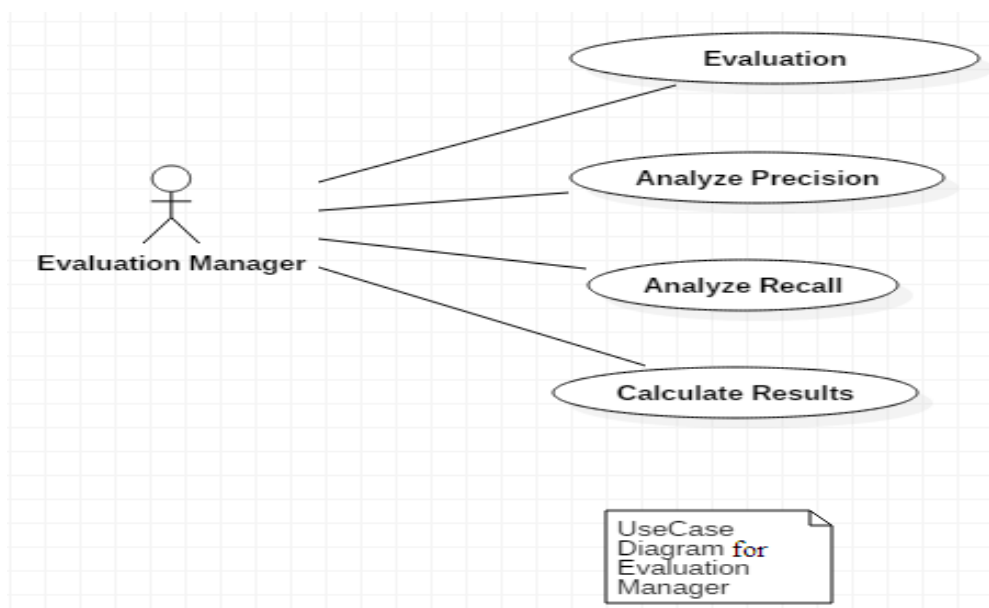 Evaluation
Analyze Precision
Evaluation Manager
Analyze Recall
Calculate Results
UseCase
Diagram for
Evaluation
Manager